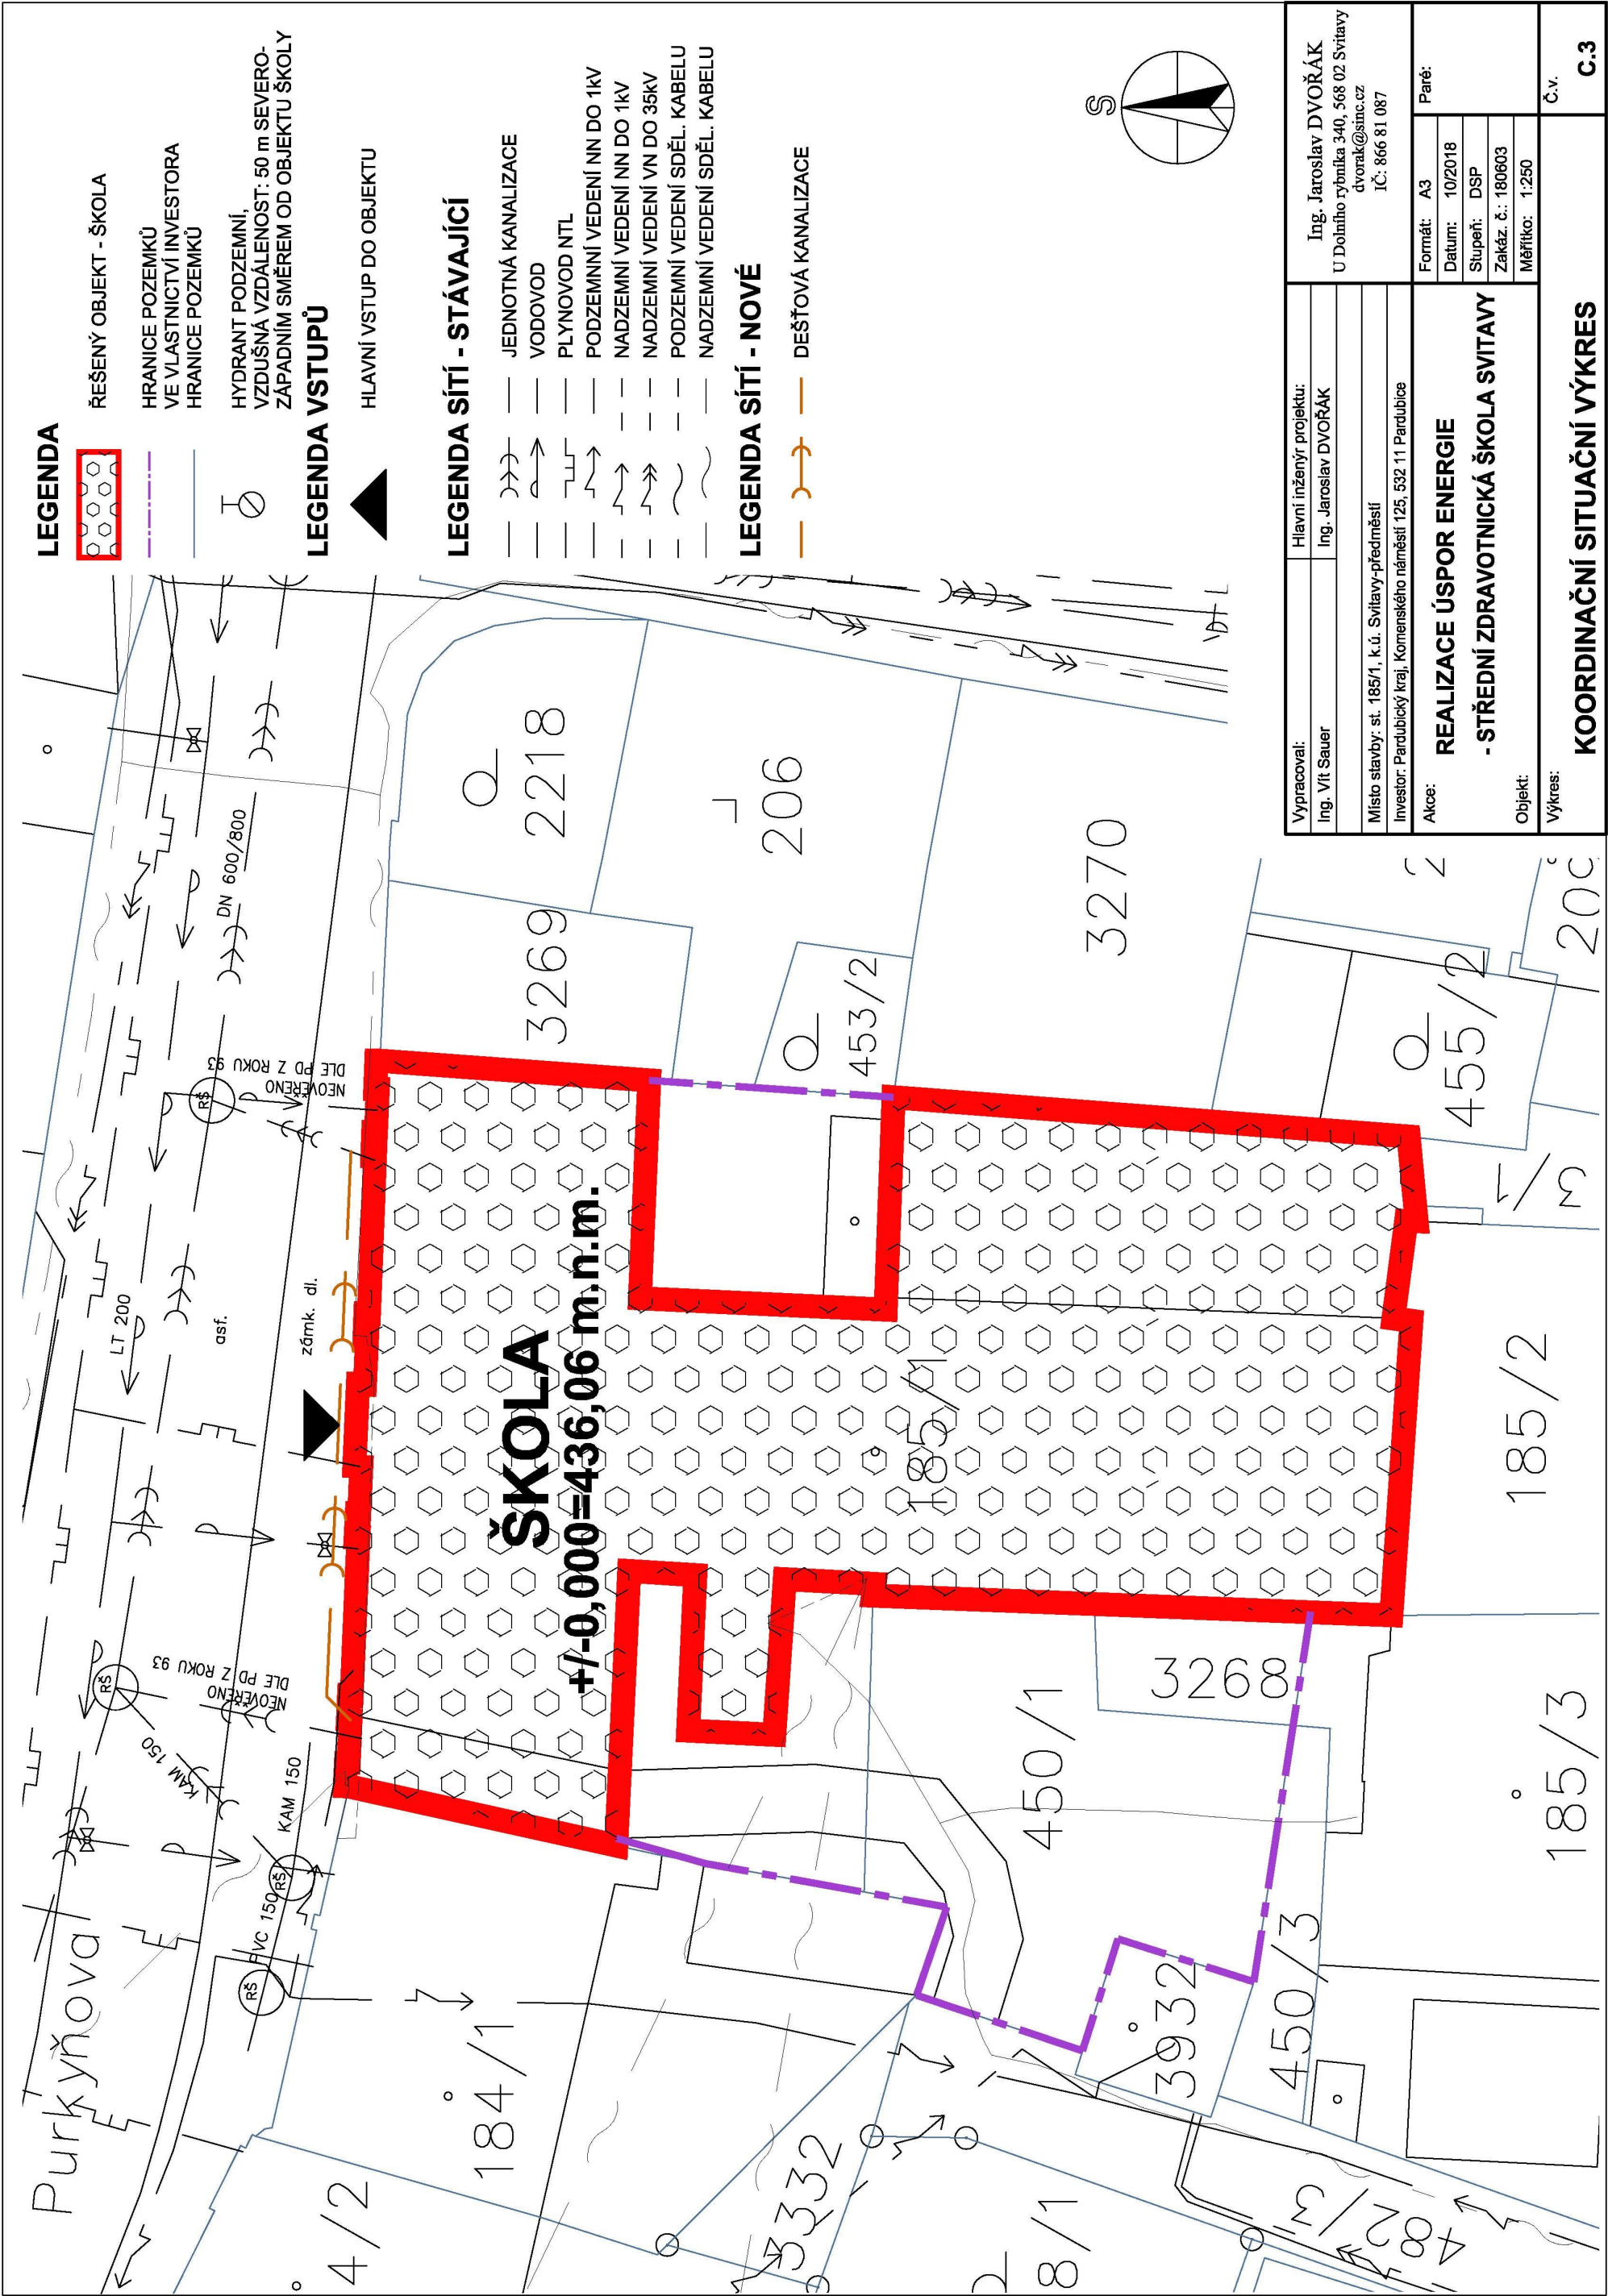 LEGENDA
ŘEŠENÝ OBJEKT - ŠKOLA
HRANICE POZEMKŮ
VE VLASTNICTVÍ INVESTORA
HRANICE POZEMKŮ
HYDRANT PODZEMNÍ,
VZDUŠNÁ VZDÁLENOST: 50 m SEVERO-
ZÁPADNÍM SMĚREM OD OBJEKTU ŠKOLY
LEGENDA VSTUPŮ
HLAVNÍ VSTUP DO OBJEKTU
LEGENDA SÍTÍ - STÁVAJÍCÍ
JEDNOTNÁ KANALIZACE
VODOVOD
PLYNOVOD NTL
PODZEMNNÍ VEDENÍ NN DO 1kV
NADZEMNÍ VEDENÍ NN DO 1kV
NADZEMNÍ VEDENÍ VN DO 35kV
PODZEMNÍ VEDENÍ SDĚL. KABELU
NADZEMNÍ VEDENÍ SDĚL. KABELU
LEGENDA SÍTÍ - NOVÉ
DEŠŤOVÁ KANALIZACE
S
Purkyňova
DN 600/800
LT 200
asf.
zámk. dl.
RŠ
NEOVĚŘENO
DLE PD Z ROKU 93
RŠ
NEOVĚŘENO
DLE PD Z ROKU 93
KAM 150
KAM 150
RŠ
PVC 150
RŠ
ŠKOLA
+/-0,000=436,06 m.n.m.
185/1
2218
3269
206
453/2
3270
455/2
3/1
2
185/2
185/3
3268
450/1
450/3
3932
184/1
4/2
3332
8/1
482/3
Vypracoval:
Ing. Vít Sauer
Hlavní inženýr projektu:
Ing. Jaroslav DVOŘÁK
Ing. Jaroslav DVOŘÁK
U Dolního rybníka 340, 568 02 Svitavy
dvorak@sinc.cz
IČ: 866 81 087
Místo stavby: st. 185/1, k.ú. Svitavy-předměstí
Investor: Pardubický kraj, Komenského náměstí 125, 532 11 Pardubice
Akce:
REALIZACE ÚSPOR ENERGIE
- STŘEDNÍ ZDRAVOTNICKÁ ŠKOLA SVITAVY
Objekt:
Formát: A3
Datum: 10/2018
Stupeň: DSP
Zakáz. č.: 180603
Měřítko: 1:250
Paré:
Výkres:
KOORDINAČNÍ SITUAČNÍ VÝKRES
Č.v.
C.3